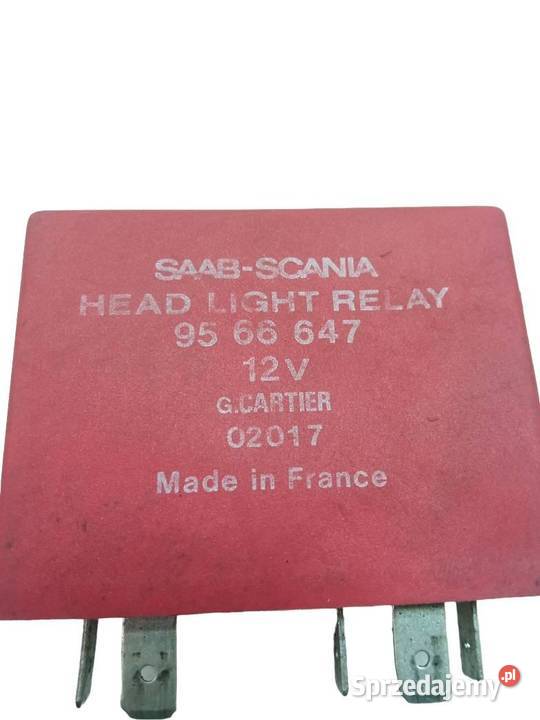 SAAB-SCANIA
HEAD LIGHT RELAY
95 66 647
12V
G.CARTIER
02017
Made in France
Sprzedajemy.pl